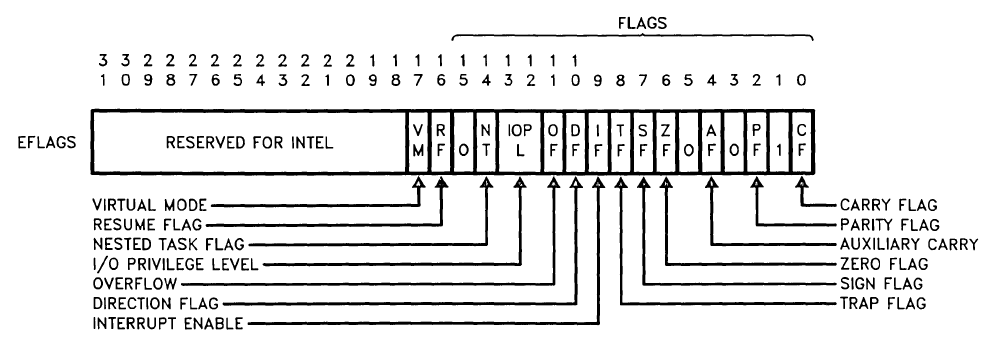 FLAGS
3 3 2 2 2 2 2 2 2 2 2 2 1 1 1 1 1 1 1 1 1 1
1 0 9 8 7 6 5 4 3 2 1 0 9 8 7 6 5 4 3 2 1 0 9 8 7 6 5 4 3 2 1 0
EFLAGS RESERVED FOR INTEL VM RF 0 NT IOPL OF DF IF TF SF ZF 0 AF 0 PF 1 CF
VIRTUAL MODE CARRY FLAG
RESUME FLAG PARITY FLAG
NESTED TASK FLAG AUXILIARY CARRY
I/O PRIVILEGE LEVEL ZERO FLAG
OVERFLOW SIGN FLAG
DIRECTION FLAG TRAP FLAG
INTERRUPT ENABLE